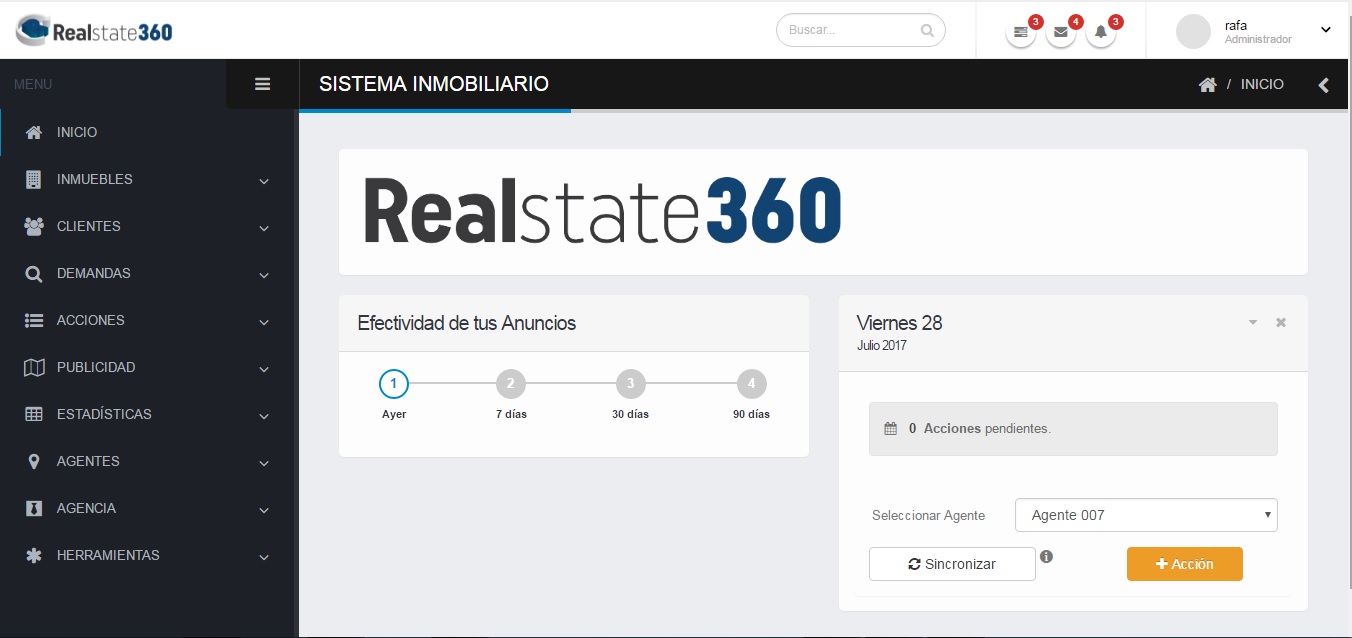 Realstate360
Buscar...
3
4
3
rafa
Administrador
MENU
SISTEMA INMOBILIARIO
/ INICIO
INICIO
INMUEBLES
CLIENTES
DEMANDAS
ACCIONES
PUBLICIDAD
ESTADÍSTICAS
AGENTES
AGENCIA
HERRAMIENTAS
Realstate360
Efectividad de tus Anuncios
1 2 3 4
Ayer 7 días 30 días 90 días
Viernes 28
Julio 2017
0 Acciones pendientes.
Seleccionar Agente Agente 007
Sincronizar
+ Acción